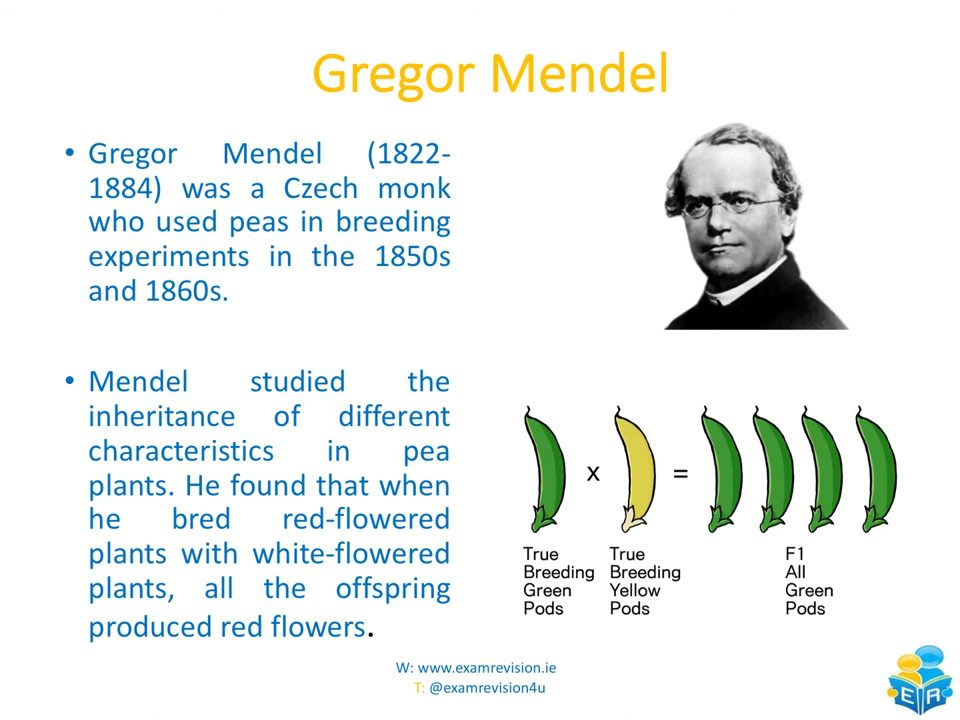 Gregor Mendel
• Gregor Mendel (1822-
1884) was a Czech monk
who used peas in breeding
experiments in the 1850s
and 1860s.
• Mendel studied the
inheritance of different
characteristics in pea
plants. He found that when
he bred red-flowered
plants with white-flowered
plants, all the offspring
produced red flowers.
x =
True
Breeding
Green
Pods
True
Breeding
Yellow
Pods
F1
All
Green
Pods
W: www.examrevision.ie
T: @examrevision4u
E R